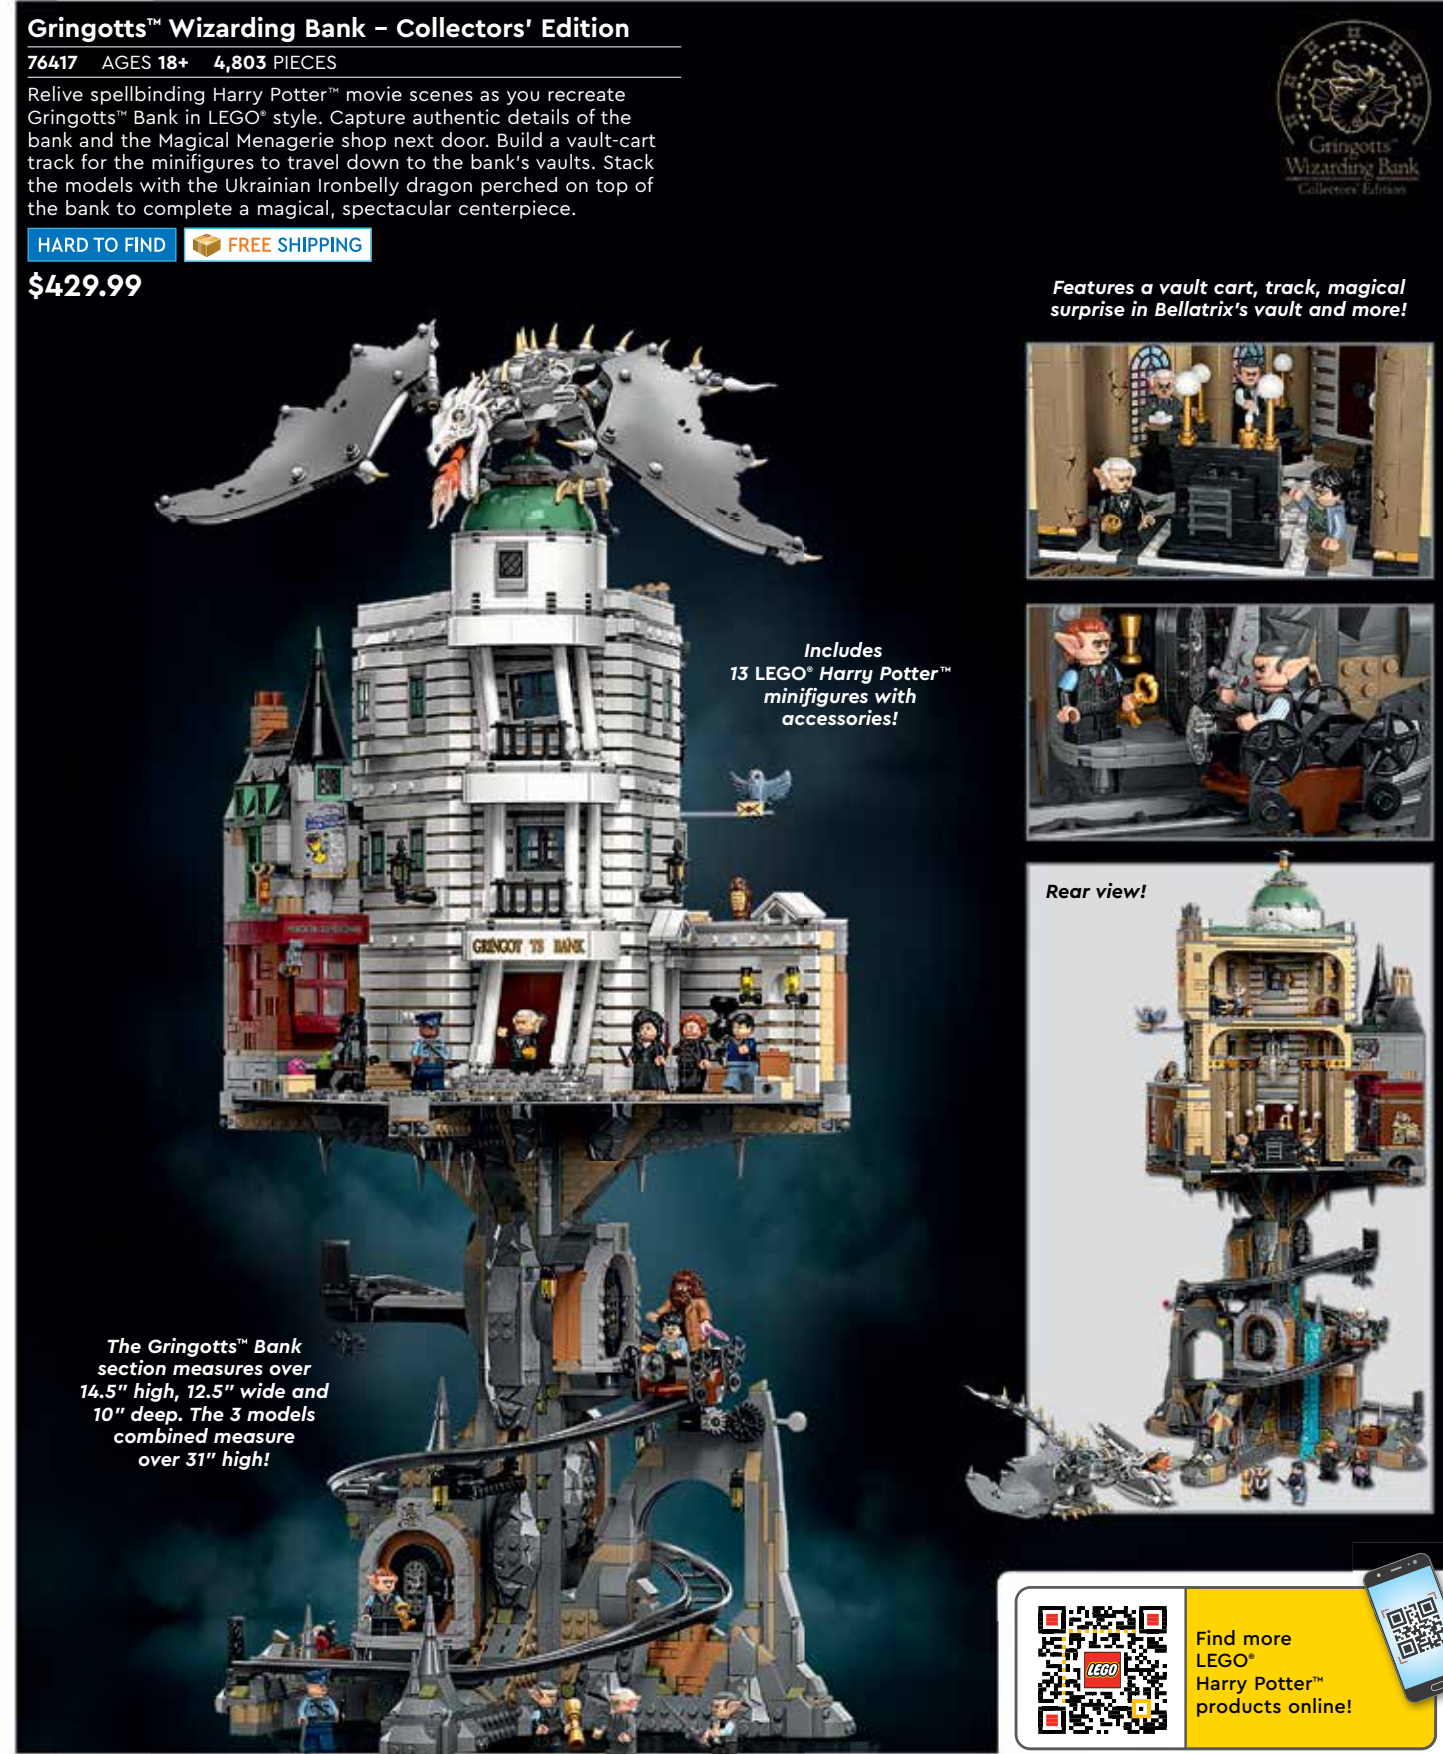 Gringotts™ Wizarding Bank – Collectors' Edition
76417 AGES 18+ 4,803 PIECES
Relive spellbinding Harry Potter™ movie scenes as you recreate
Gringotts™ Bank in LEGO® style. Capture authentic details of the
bank and the Magical Menagerie shop next door. Build a vault-cart
track for the minifigures to travel down to the bank's vaults. Stack
the models with the Ukrainian Ironbelly dragon perched on top of
the bank to complete a magical, spectacular centerpiece.
HARD TO FIND FREE SHIPPING
$429.99
Gringotts™
Wizarding Bank
Collectors' Edition
Features a vault cart, track, magical
surprise in Bellatrix's vault and more!
Includes
13 LEGO® Harry Potter™
minifigures with
accessories!
Rear view!
GRINGOT TS BANK
The Gringotts™ Bank
section measures over
14.5" high, 12.5" wide and
10" deep. The 3 models
combined measure
over 31" high!
LEGO
Find more
LEGO®
Harry Potter™
products online!